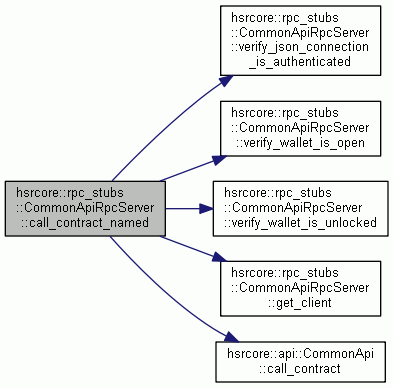 hsrcore::rpc_stubs
::CommonApiRpcServer
::verify_json_connection
_is_authenticated
hsrcore::rpc_stubs
::CommonApiRpcServer
::verify_wallet_is_open
hsrcore::rpc_stubs
::CommonApiRpcServer
::call_contract_named
hsrcore::rpc_stubs
::CommonApiRpcServer
::verify_wallet_is_unlocked
hsrcore::rpc_stubs
::CommonApiRpcServer
::get_client
hsrcore::api::CommonApi
::call_contract